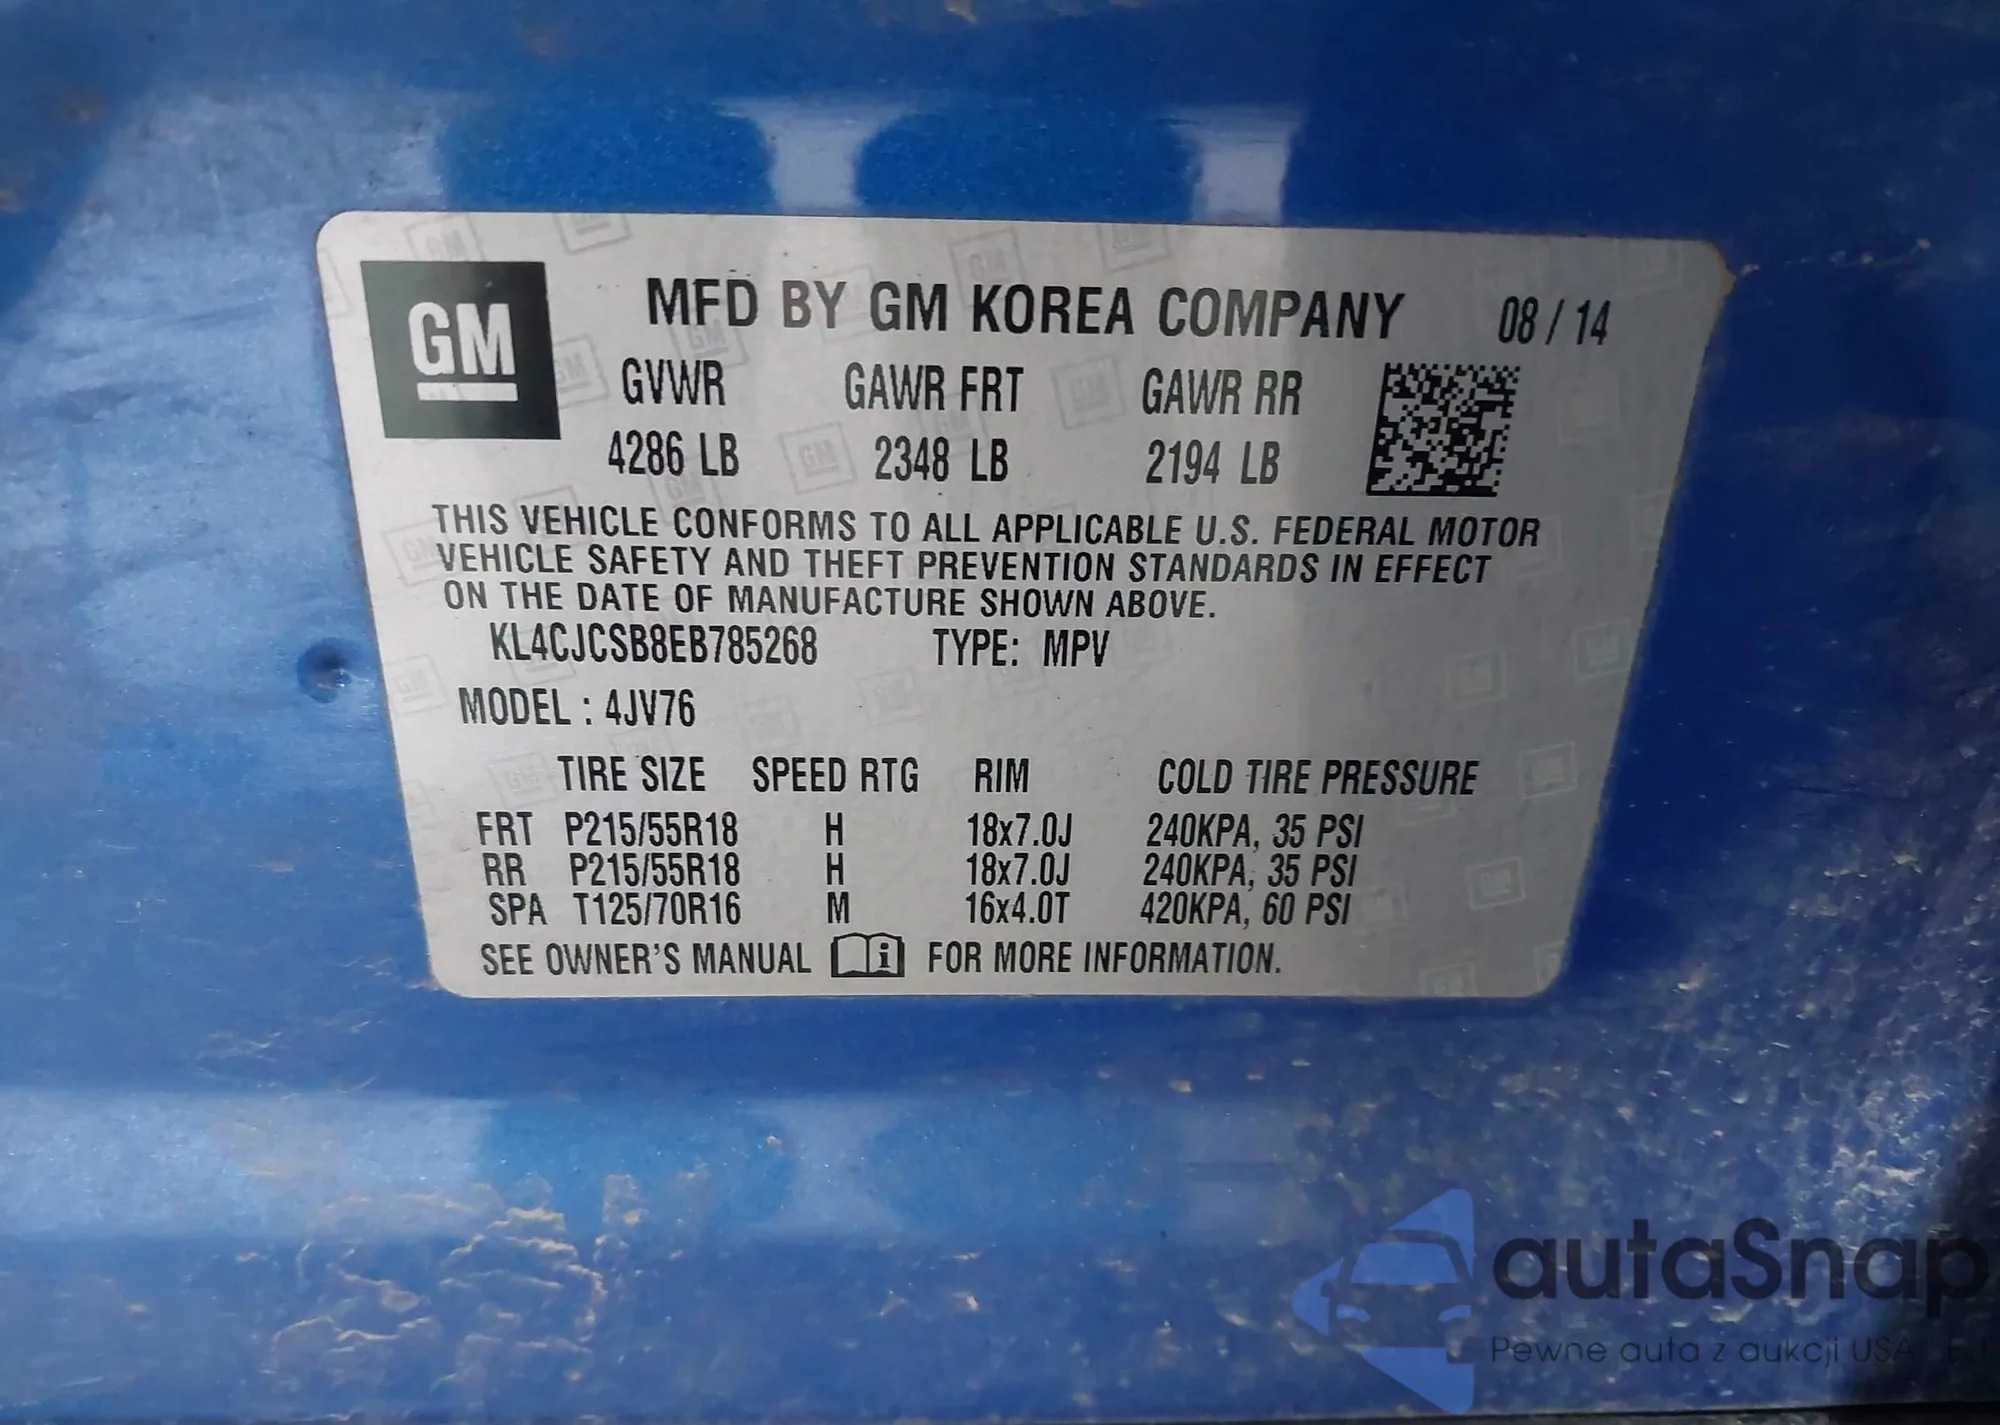 GM
MFD BY GM KOREA COMPANY 08 / 14
GVWR GAWR FRT GAWR RR
4286 LB 2348 LB 2194 LB
THIS VEHICLE CONFORMS TO ALL APPLICABLE U.S. FEDERAL MOTOR
VEHICLE SAFETY AND THEFT PREVENTION STANDARDS IN EFFECT
ON THE DATE OF MANUFACTURE SHOWN ABOVE.
KL4CJCSB8EB785268 TYPE: MPV
MODEL : 4JV76
TIRE SIZE SPEED RTG RIM COLD TIRE PRESSURE
FRT P215/55R18 H 18x7.0J 240KPA, 35 PSI
RR P215/55R18 H 18x7.0J 240KPA, 35 PSI
SPA T125/70R16 M 16x4.0T 420KPA, 60 PSI
SEE OWNER'S MANUAL i FOR MORE INFORMATION.
autaSnap
Pewne auta z aukcji USA